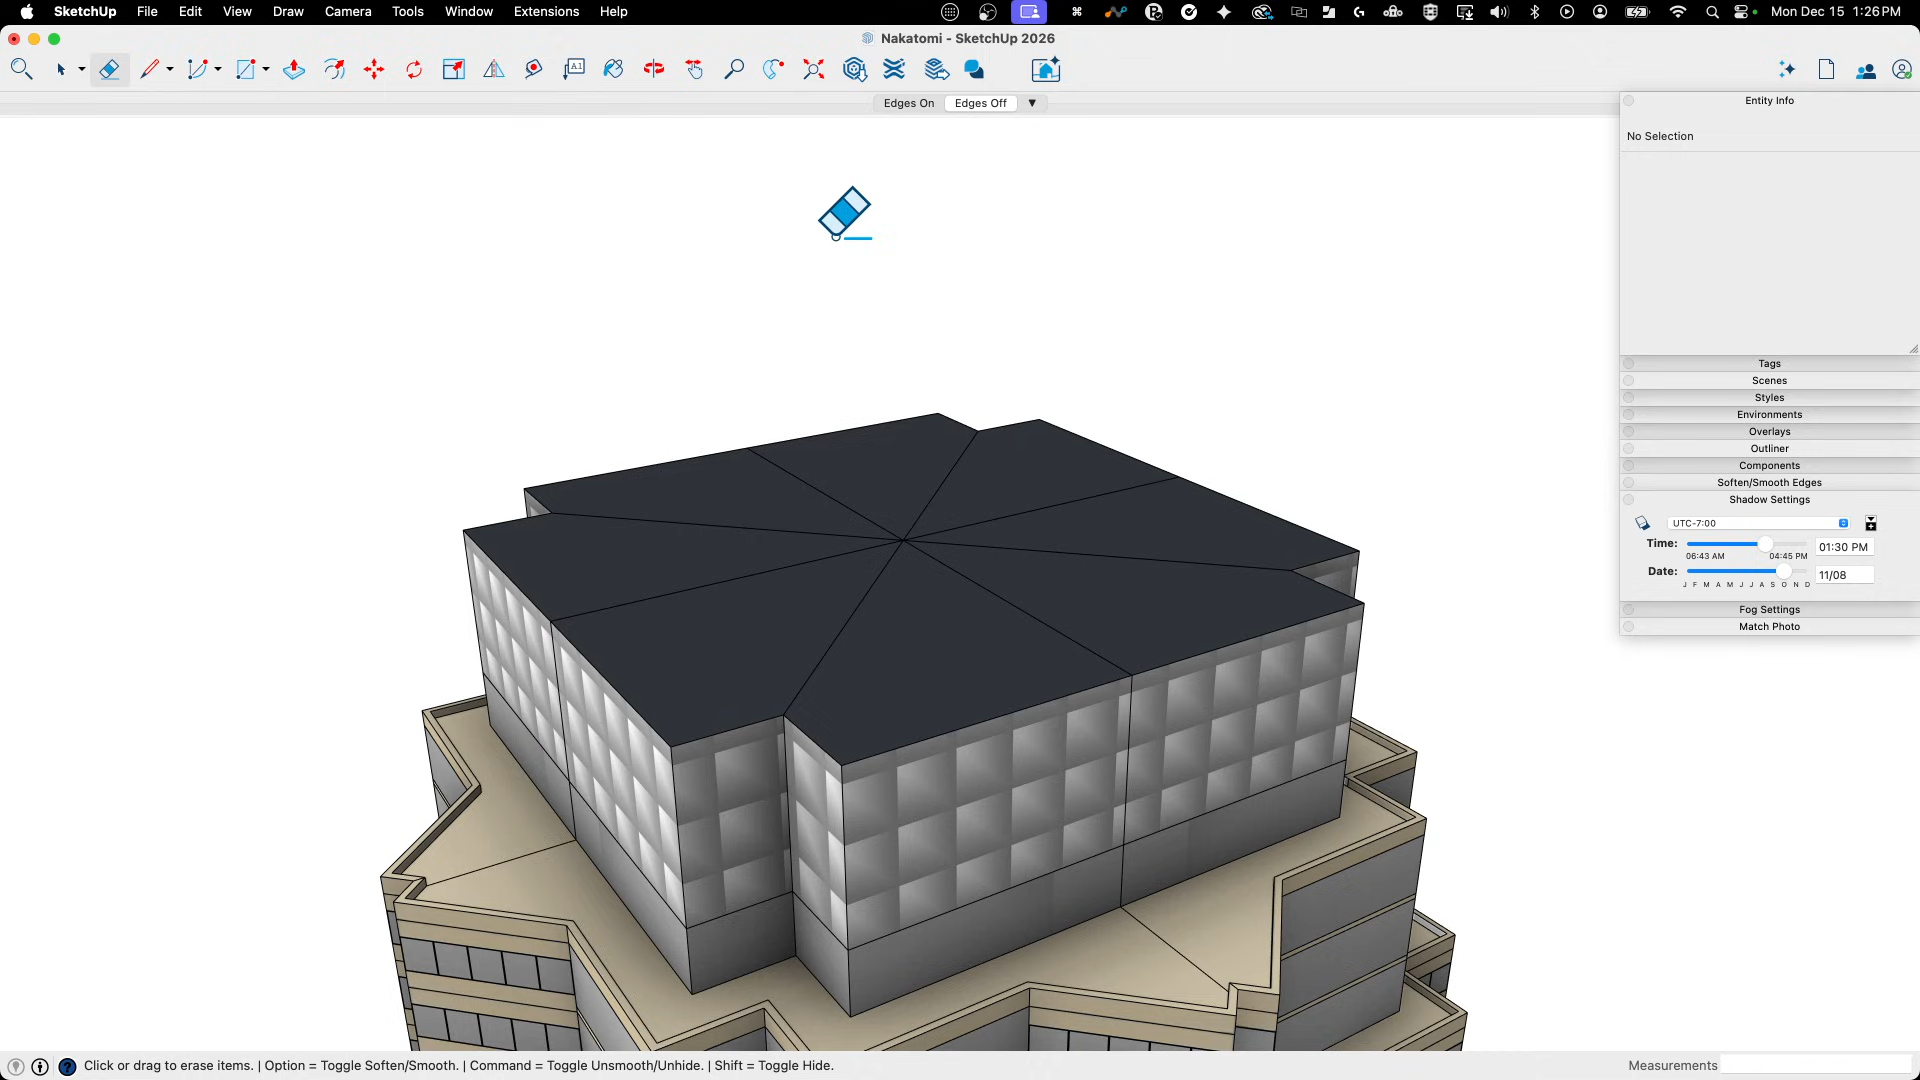 SketchUp File Edit View Draw Camera Tools Window Extensions Help Mon Dec 15 1:26 PM
Nakatomi - SketchUp 2026
A1
Edges On Edges Off ▼
Entity Info
No Selection
Tags
Scenes
Styles
Environments
Overlays
Outliner
Components
Soften/Smooth Edges
Shadow Settings
UTC-7:00
Time: 01:30 PM
06:43 AM 04:45 PM
Date: 11/08
J F M A M J J A S O N D
Fog Settings
Match Photo
Click or drag to erase items. | Option = Toggle Soften/Smooth. | Command = Toggle Unsmooth/Unhide. | Shift = Toggle Hide. Measurements